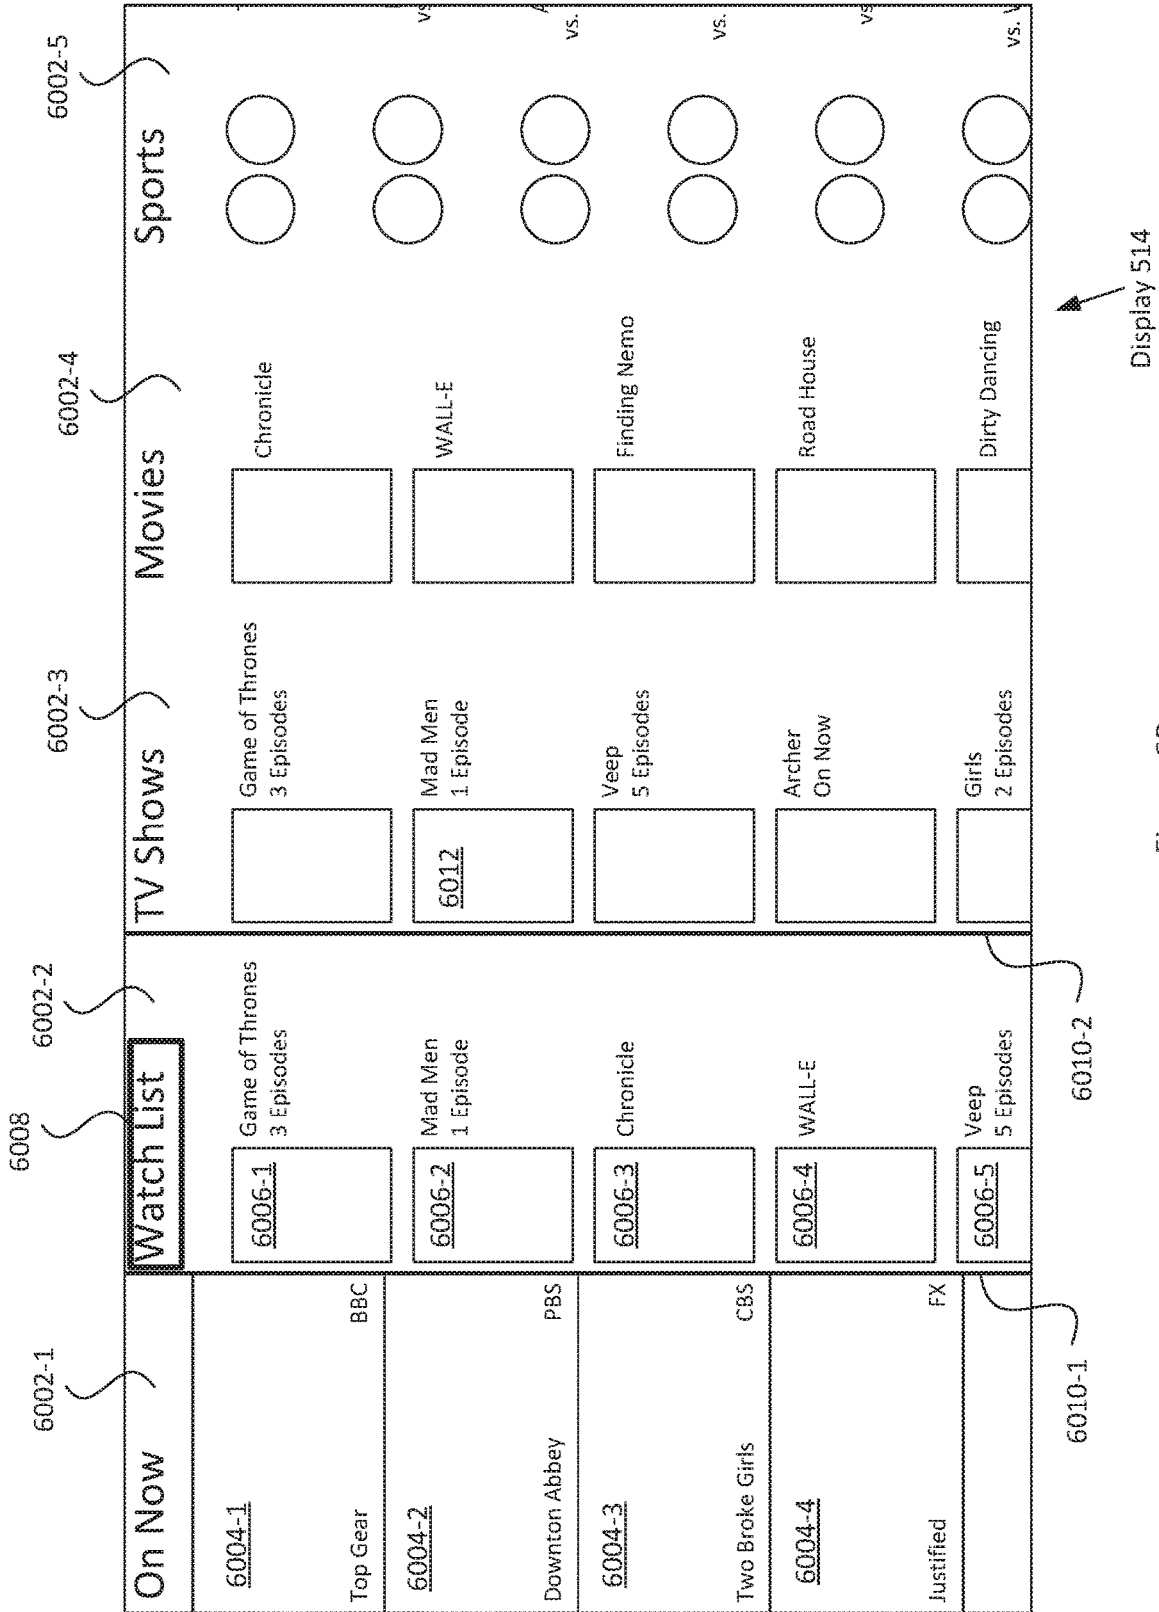 6008
6002-1
6002-2
6002-3
6002-4
6002-5
On Now
Watch List
TV Shows
Movies
Sports
6004-1
Top Gear
BBC
6004-2
Downton Abbey
PBS
6004-3
Two Broke Girls
CBS
6004-4
Justified
FX
6006-1
Game of Thrones
3 Episodes
6006-2
Mad Men
1 Episode
6006-3
Chronicle
6006-4
WALL-E
6006-5
Veep
5 Episodes
Game of Thrones
3 Episodes
6012
Mad Men
1 Episode
Veep
5 Episodes
Archer
On Now
Girls
2 Episodes
Chronicle
WALL-E
Finding Nemo
Road House
Dirty Dancing
vs.
vs.
vs.
6010-1
6010-2
Display 514